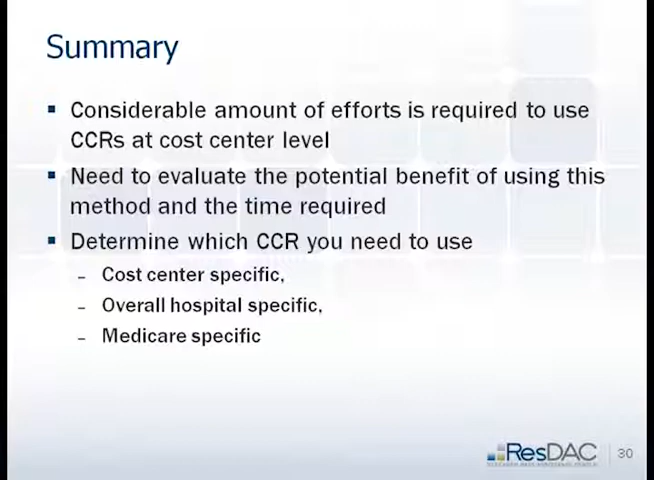 Summary
▪ Considerable amount of efforts is required to use
CCRs at cost center level
▪ Need to evaluate the potential benefit of using this
method and the time required
▪ Determine which CCR you need to use
– Cost center specific,
– Overall hospital specific,
– Medicare specific
ResDAC
30